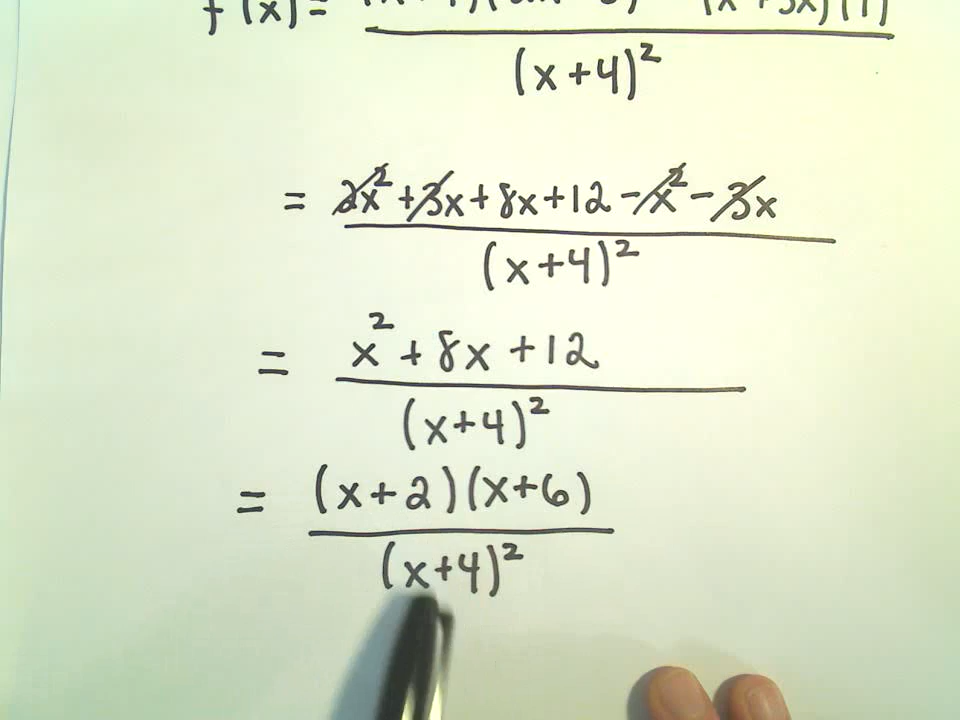 (x+4)²
= 2x² + 3x + 8x + 12 - x² - 3x
(x+4)²
= x² + 8x + 12
(x+4)²
= (x+2)(x+6)
(x+4)²